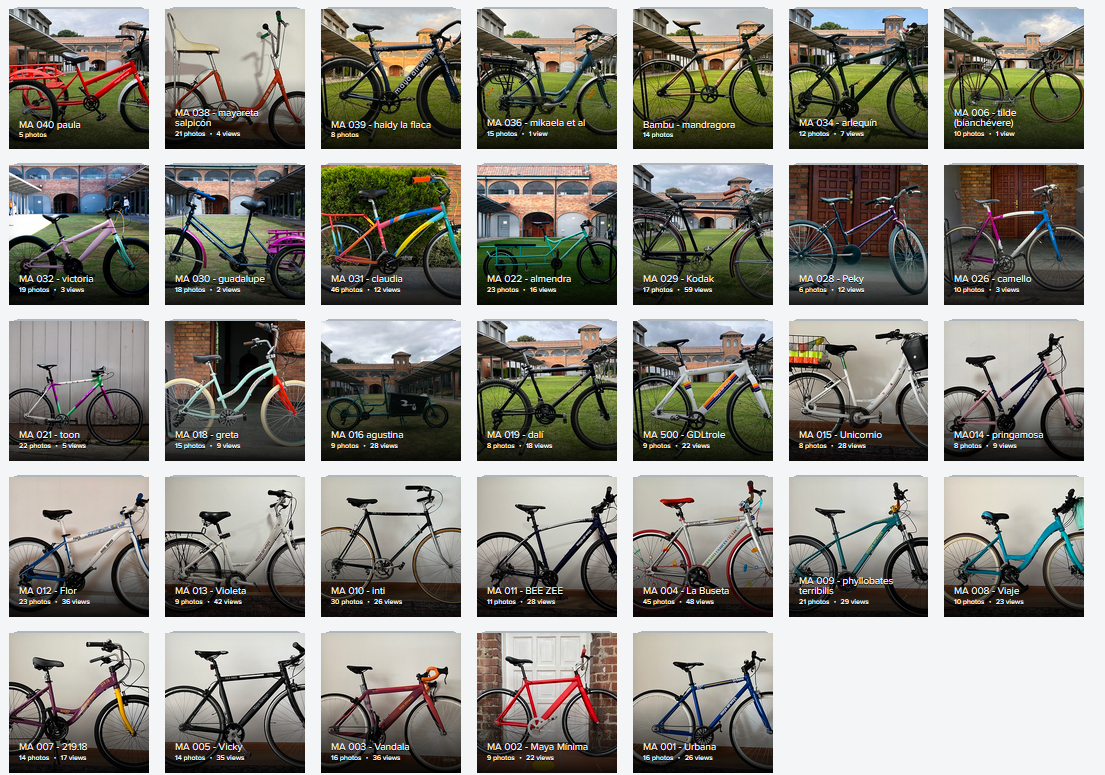 MA 040 paula
5 photos
MA 038 - mayareta
salpicón
21 photos • 4 views
MA 039 - haidy la flaca
8 photos
MA 036 - mikaela et al
15 photos • 1 view
Bambu - mandragora
14 photos
MA 034 - arlequín
12 photos • 7 views
MA 006 - tilde
(bianchévere)
10 photos • 1 view
MA 032 - victoria
19 photos • 3 views
MA 030 - guadalupe
18 photos • 2 views
MA 031 - claudia
46 photos • 12 views
MA 022 - almendra
23 photos • 16 views
MA 029 - Kodak
17 photos • 59 views
MA 028 - Peky
6 photos • 12 views
MA 026 - camello
10 photos • 3 views
MA 021 - toon
22 photos • 5 views
MA 018 - greta
15 photos • 9 views
MA 016 agustina
9 photos • 28 views
MA 019 - dalí
8 photos • 18 views
MA 500 - GDLtrole
9 photos • 22 views
MA 015 - Unicornio
8 photos • 28 views
MA014 - pringamosa
8 photos • 9 views
MA 012 - Flor
23 photos • 36 views
MA 013 - Violeta
9 photos • 42 views
MA 010 - inti
30 photos • 26 views
MA 011 - BEE ZEE
11 photos • 28 views
MA 004 - La Buseta
45 photos • 48 views
MA 009 - phyllobates
terribilis
21 photos • 29 views
MA 008 - Viaje
10 photos • 23 views
MA 007 - 219.18
14 photos • 17 views
MA 005 - Vicky
14 photos • 35 views
MA 003 - Vandala
16 photos • 36 views
MA 002 - Maya Mínima
9 photos • 22 views
MA 001 - Urbana
16 photos • 26 views